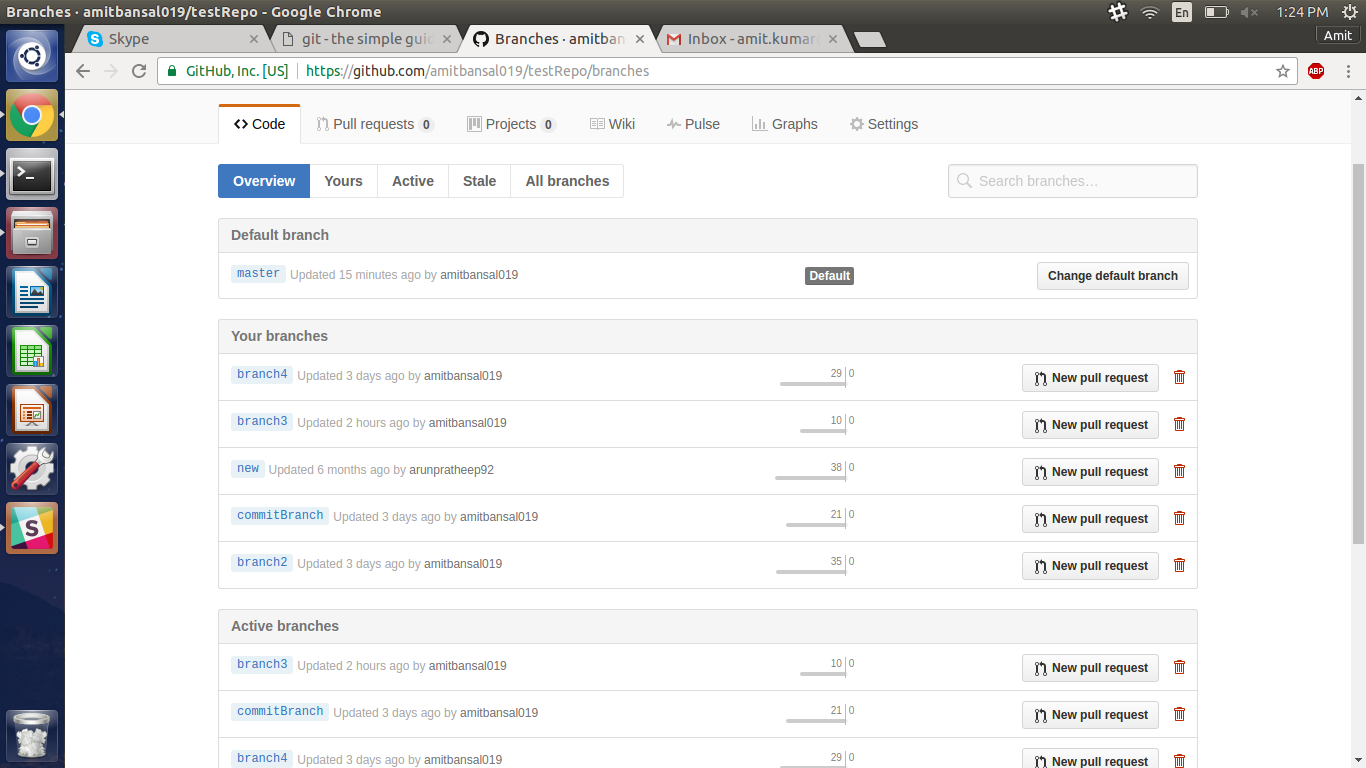 Branches · amitbansal019/testRepo - Google Chrome
En
1:24 PM
Skype
git - the simple guid
Branches · amitban
Inbox - amit.kumar
Amit
GitHub, Inc. [US]
https://github.com/amitbansal019/testRepo/branches
ABP
Code
Pull requests 0
Projects 0
Wiki
Pulse
Graphs
Settings
Overview
Yours
Active
Stale
All branches
Search branches…
Default branch
master Updated 15 minutes ago by amitbansal019
Default
Change default branch
Your branches
branch4 Updated 3 days ago by amitbansal019
29 0
New pull request
branch3 Updated 2 hours ago by amitbansal019
10 0
New pull request
new Updated 6 months ago by arunpratheep92
38 0
New pull request
commitBranch Updated 3 days ago by amitbansal019
21 0
New pull request
branch2 Updated 3 days ago by amitbansal019
35 0
New pull request
Active branches
branch3 Updated 2 hours ago by amitbansal019
10 0
New pull request
commitBranch Updated 3 days ago by amitbansal019
21 0
New pull request
branch4 Updated 3 days ago by amitbansal019
29 0
New pull request